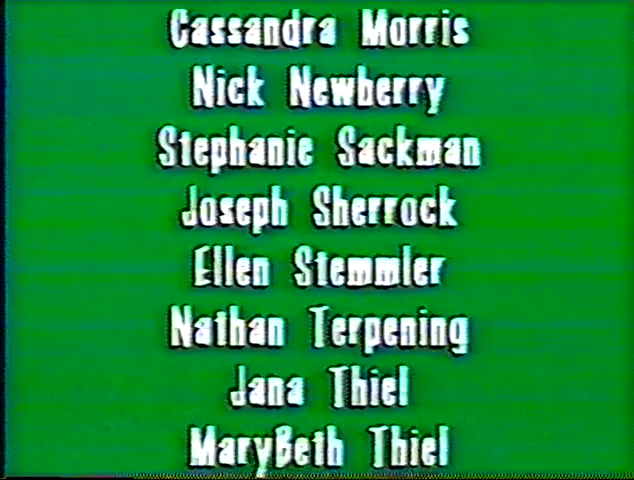 Cassandra Morris
Nick Newberry
Stephanie Sackman
Joseph Sherrock
Ellen Stemmler
Nathan Terpening
Jana Thiel
MaryBeth Thiel